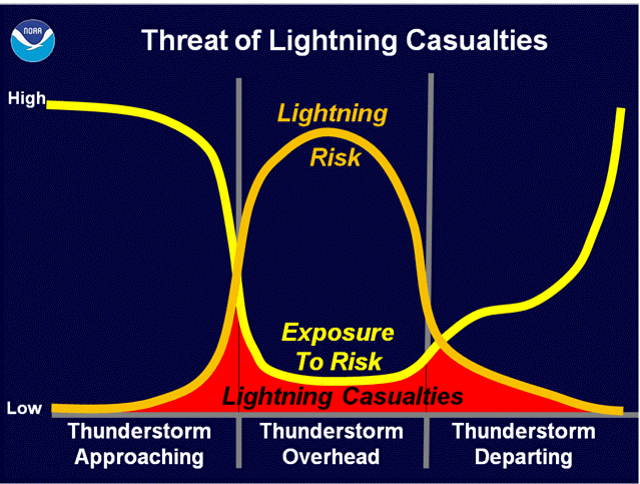 NOAA
Threat of Lightning Casualties
High
Lightning
Risk
Exposure
To Risk
Lightning Casualties
Low
Thunderstorm
Approaching
Thunderstorm
Overhead
Thunderstorm
Departing